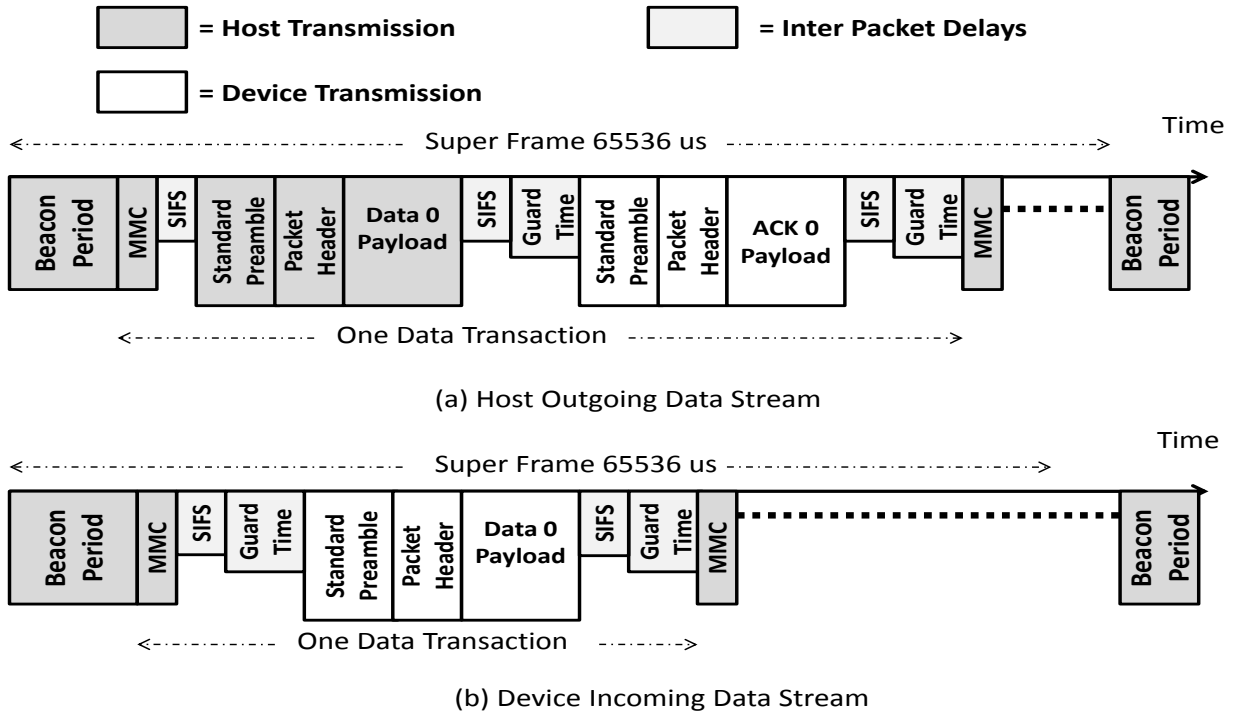 = Host Transmission
= Inter Packet Delays
= Device Transmission
Time
Super Frame 65536 us
Beacon
Period
MMC
SIFS
Standard
Preamble
Packet
Header
Data 0
Payload
SIFS
Guard
Time
Standard
Preamble
Packet
Header
ACK 0
Payload
SIFS
Guard
Time
MMC
Beacon
Period
One Data Transaction
(a) Host Outgoing Data Stream
Time
Super Frame 65536 us
Beacon
Period
MMC
SIFS
Guard
Time
Standard
Preamble
Packet
Header
Data 0
Payload
SIFS
Guard
Time
MMC
Beacon
Period
One Data Transaction
(b) Device Incoming Data Stream